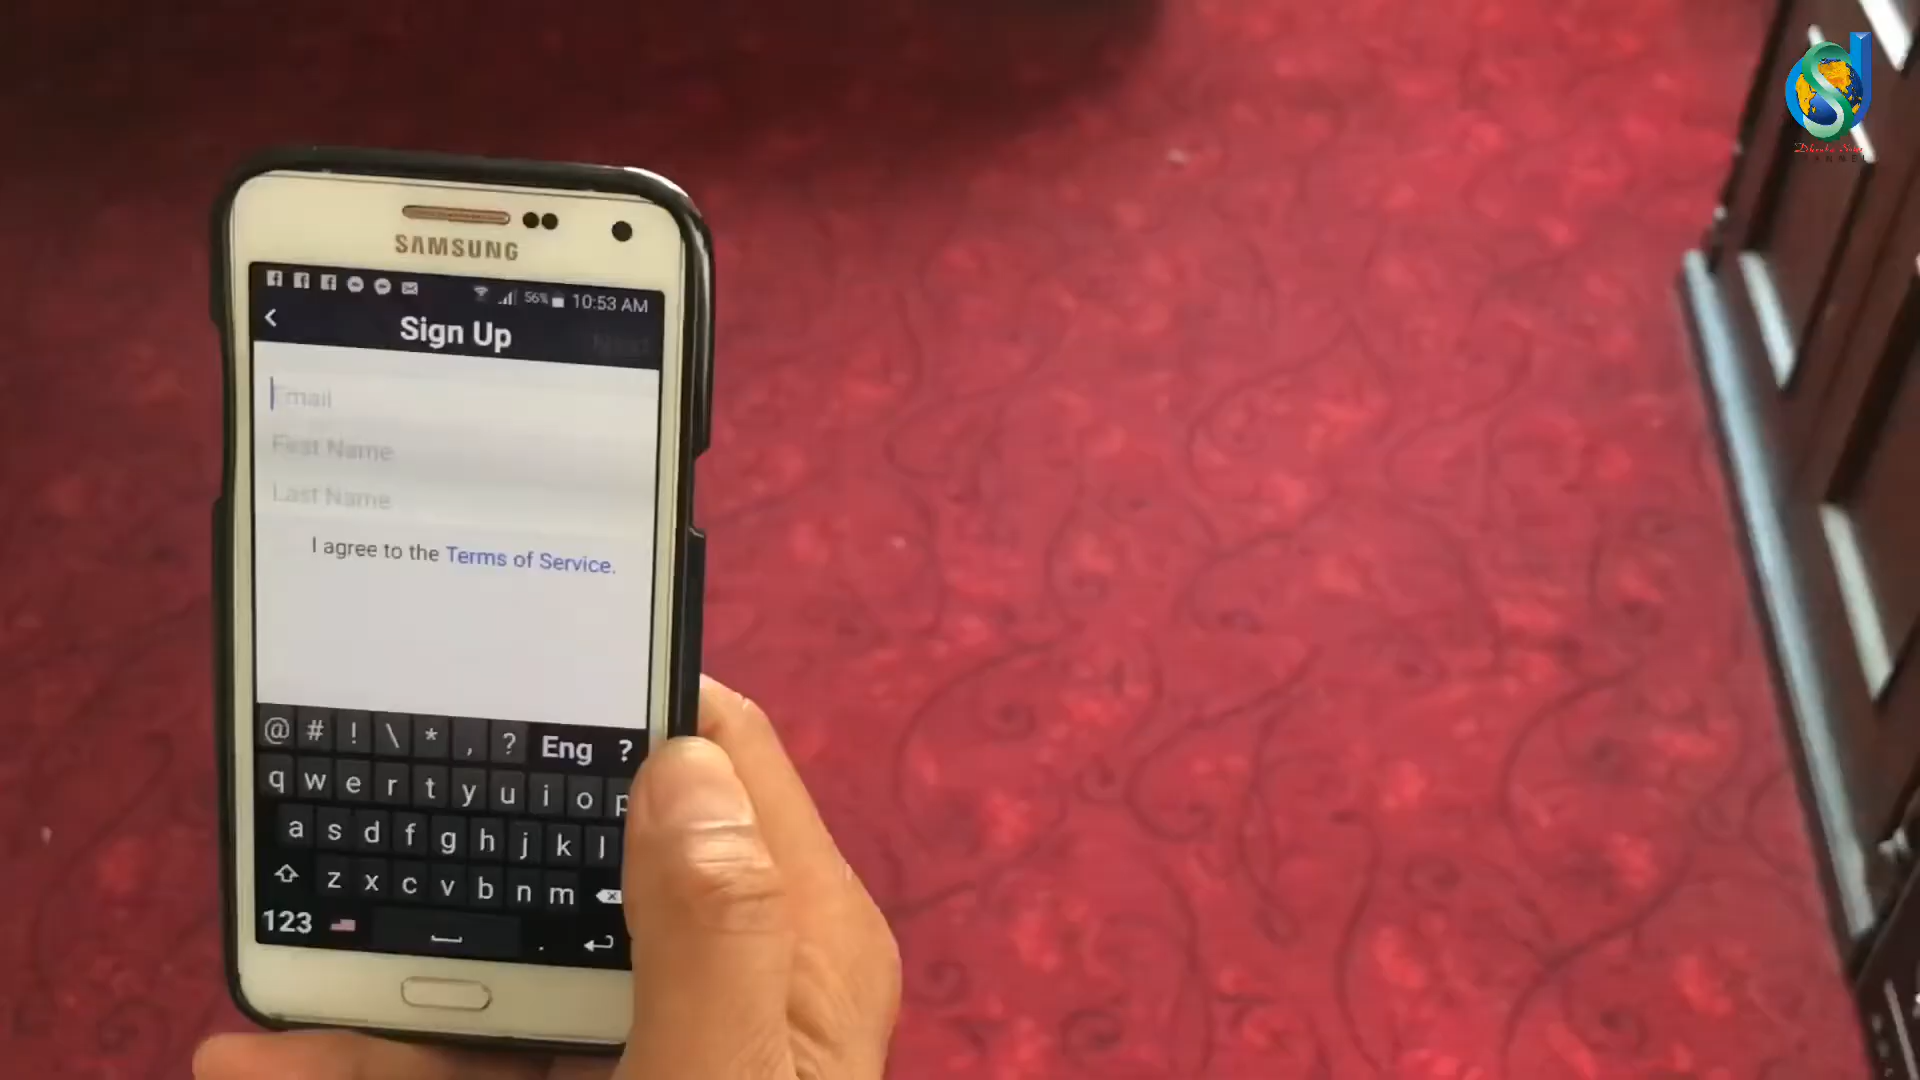 SAMSUNG
56% 10:53 AM
Sign Up
Next
Email
First Name
Last Name
I agree to the Terms of Service.
@ # ! \ * , ? Eng ?
q w e r t y u i o p
a s d f g h j k l
z x c v b n m
123 .